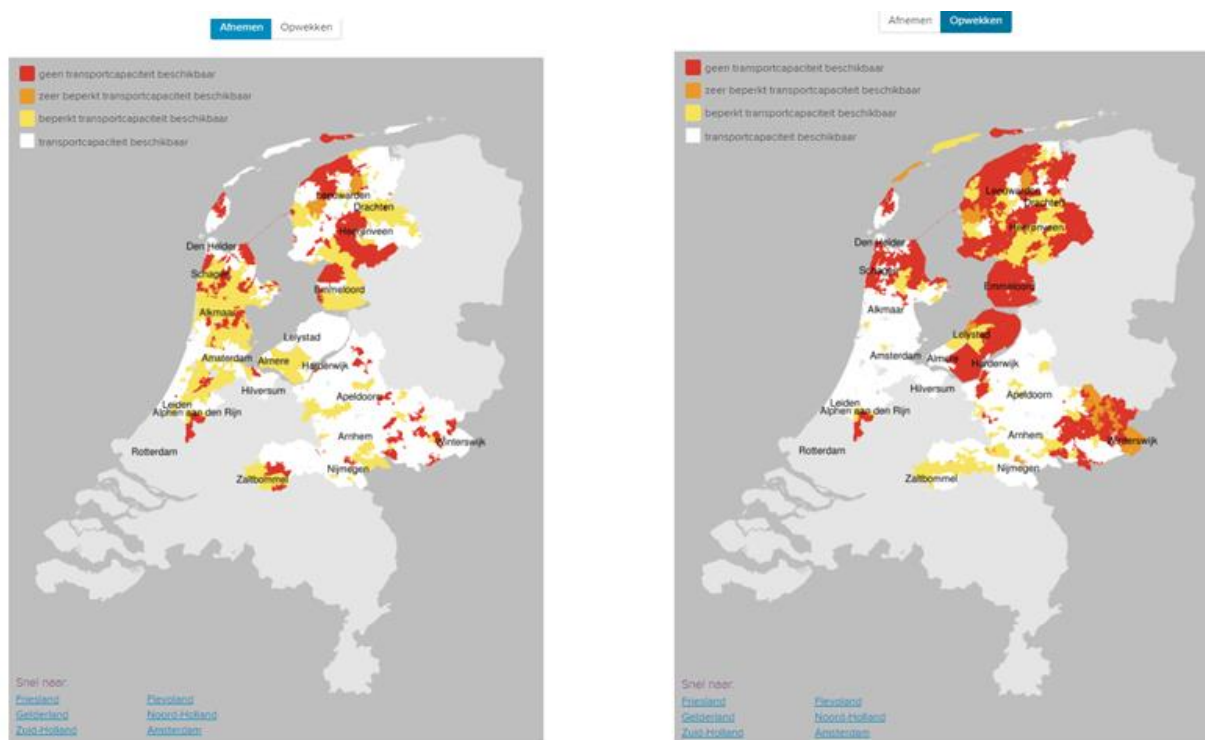 Afnemen Opwekken
geen transportcapaciteit beschikbaar
zeer beperkt transportcapaciteit beschikbaar
beperkt transportcapaciteit beschikbaar
transportcapaciteit beschikbaar
Leeuwarden
Drachten
Heerenveen
Den Helder
Schagen
Emmeloord
Alkmaar
Lelystad
Amsterdam
Almere
Harderwijk
Hilversum
Apeldoorn
Leiden
Alphen aan den Rijn
Arnhem
Winterswijk
Rotterdam
Nijmegen
Zaltbommel
Snel naar:
Friesland Flevoland
Gelderland Noord-Holland
Zuid-Holland Amsterdam
Afnemen Opwekken
geen transportcapaciteit beschikbaar
zeer beperkt transportcapaciteit beschikbaar
beperkt transportcapaciteit beschikbaar
transportcapaciteit beschikbaar
Leeuwarden
Drachten
Heerenveen
Den Helder
Schagen
Emmeloord
Alkmaar
Lelystad
Amsterdam
Almere
Harderwijk
Hilversum
Apeldoorn
Leiden
Alphen aan den Rijn
Arnhem
Winterswijk
Rotterdam
Nijmegen
Zaltbommel
Snel naar:
Friesland Flevoland
Gelderland Noord-Holland
Zuid-Holland Amsterdam